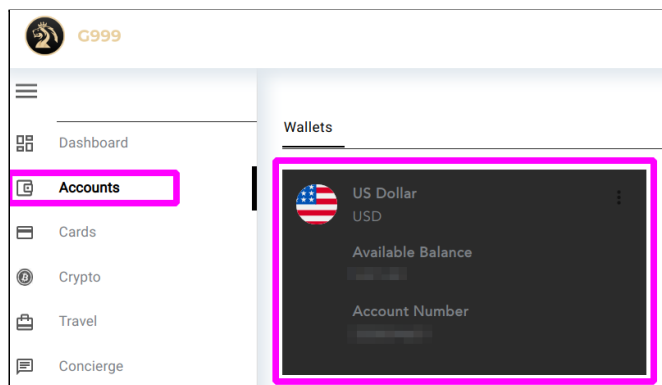 G999
Dashboard
Accounts
Cards
Crypto
Travel
Concierge
Wallets
US Dollar
USD
Available Balance
Account Number